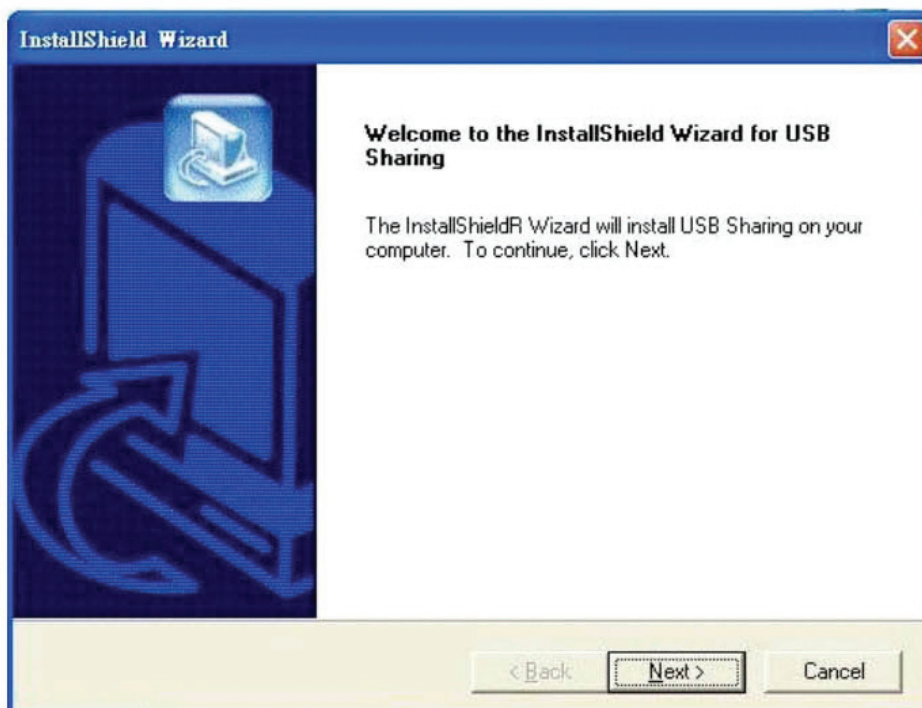 InstallShield Wizard
Welcome to the InstallShield Wizard for USB
Sharing
The InstallShieldR Wizard will install USB Sharing on your
computer.  To continue, click Next.
< Back
Next >
Cancel